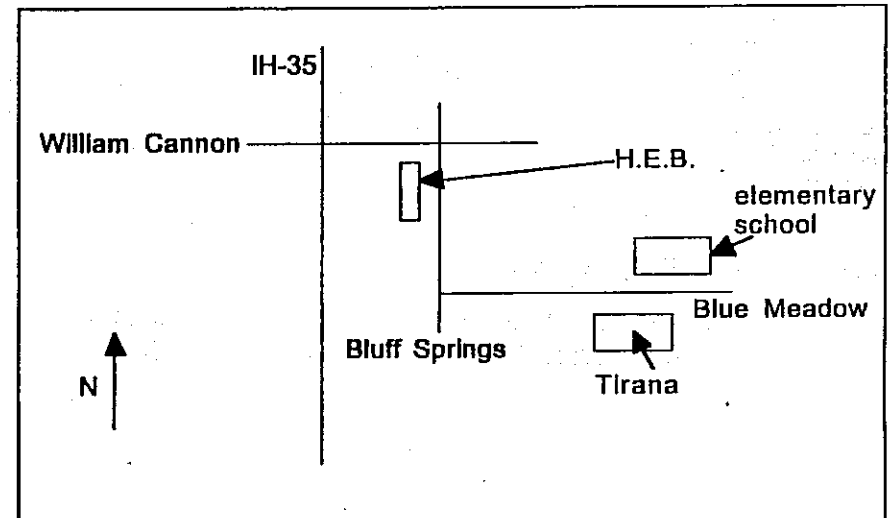 IH-35
William Cannon
H.E.B.
elementary
school
Blue Meadow
Bluff Springs
Tirana
N